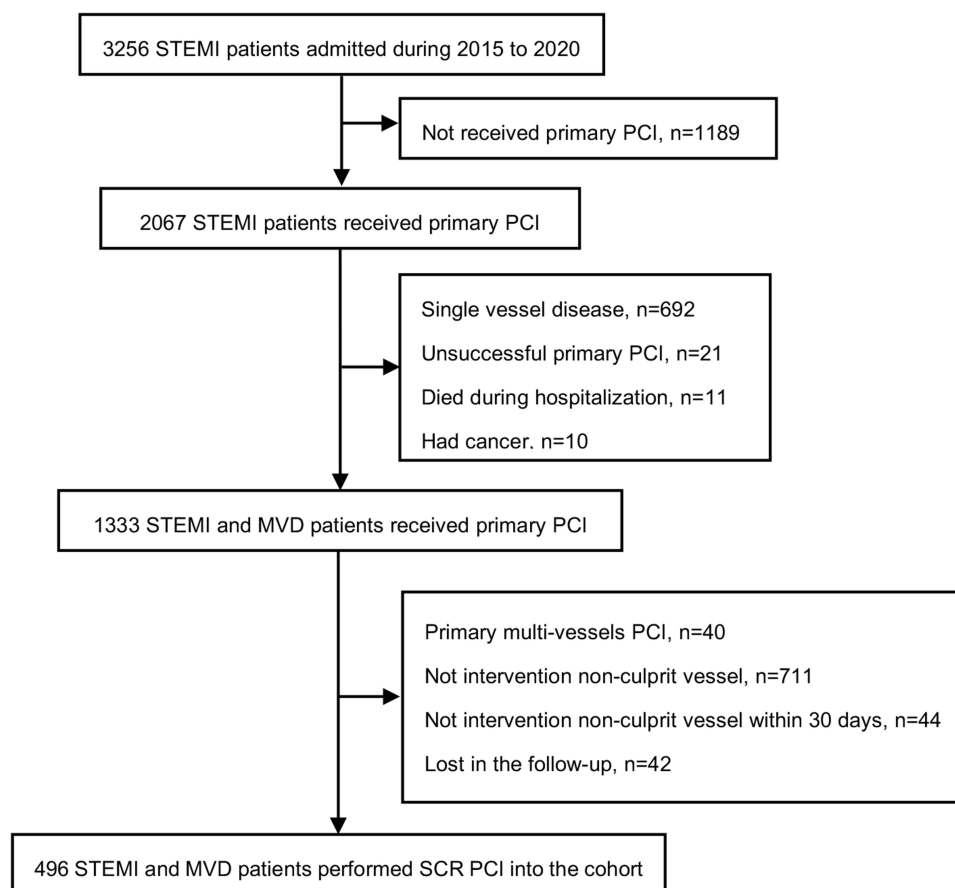 3256 STEMI patients admitted during 2015 to 2020
Not received primary PCI, n=1189
2067 STEMI patients received primary PCI
Single vessel disease, n=692
Unsuccessful primary PCI, n=21
Died during hospitalization, n=11
Had cancer, n=10
1333 STEMI and MVD patients received primary PCI
Primary multi-vessels PCI, n=40
Not intervention non-culprit vessel, n=711
Not intervention non-culprit vessel within 30 days, n=44
Lost in the follow-up, n=42
496 STEMI and MVD patients performed SCR PCI into the cohort